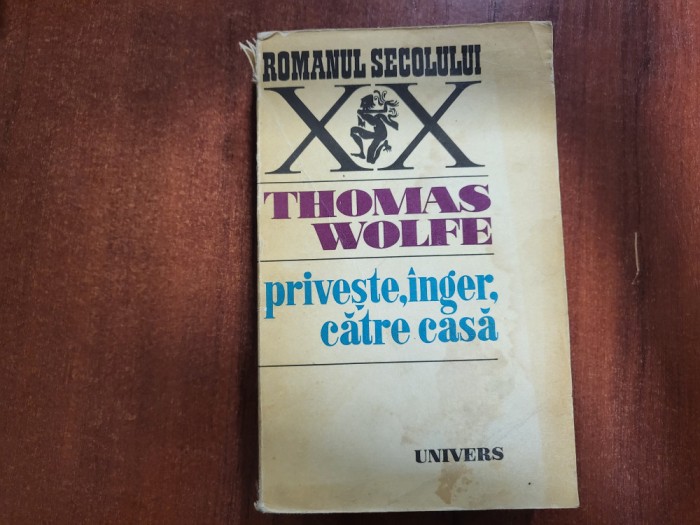 ROMANUL SECOLULUI
XX
THOMAS
WOLFE
privește, înger,
către casă
UNIVERS